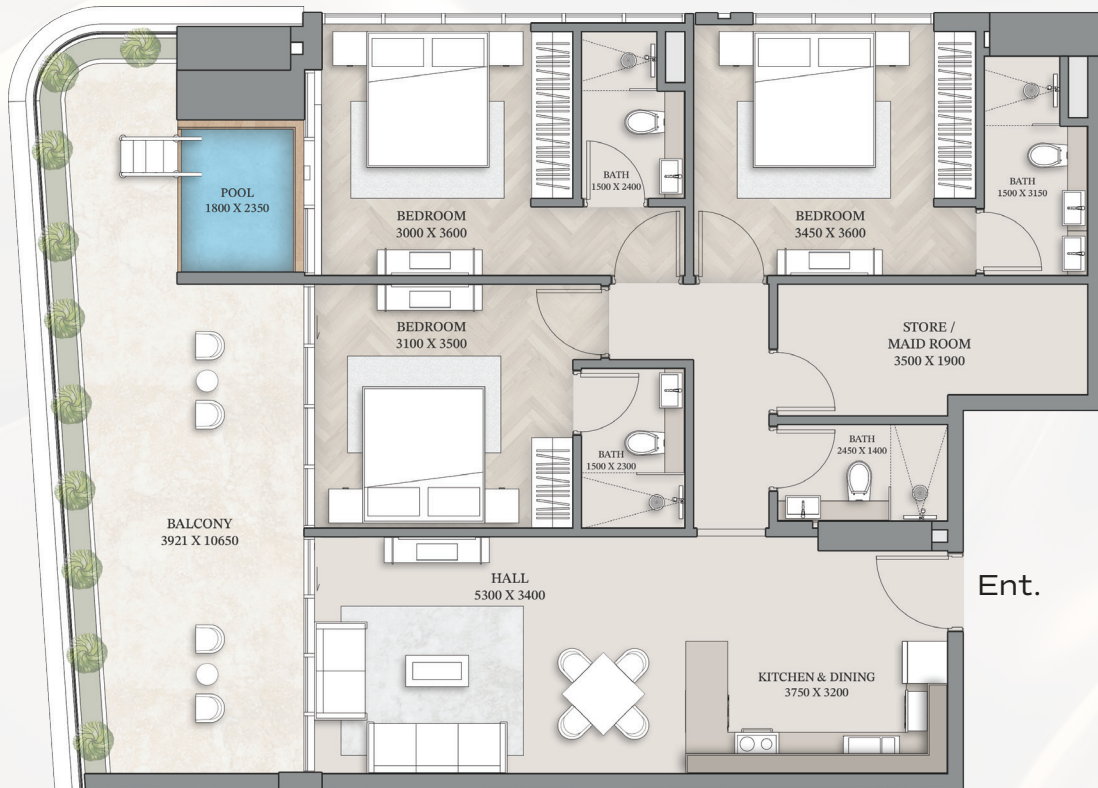 POOL
1800 X 2350
BEDROOM
3000 X 3600
BATH
1500 X 2400
BEDROOM
3450 X 3600
BATH
1500 X 3150
BEDROOM
3100 X 3500
BATH
1500 X 2300
STORE /
MAID ROOM
3500 X 1900
BATH
2450 X 1400
BALCONY
3921 X 10650
HALL
5300 X 3400
KITCHEN & DINING
3750 X 3200
Ent.